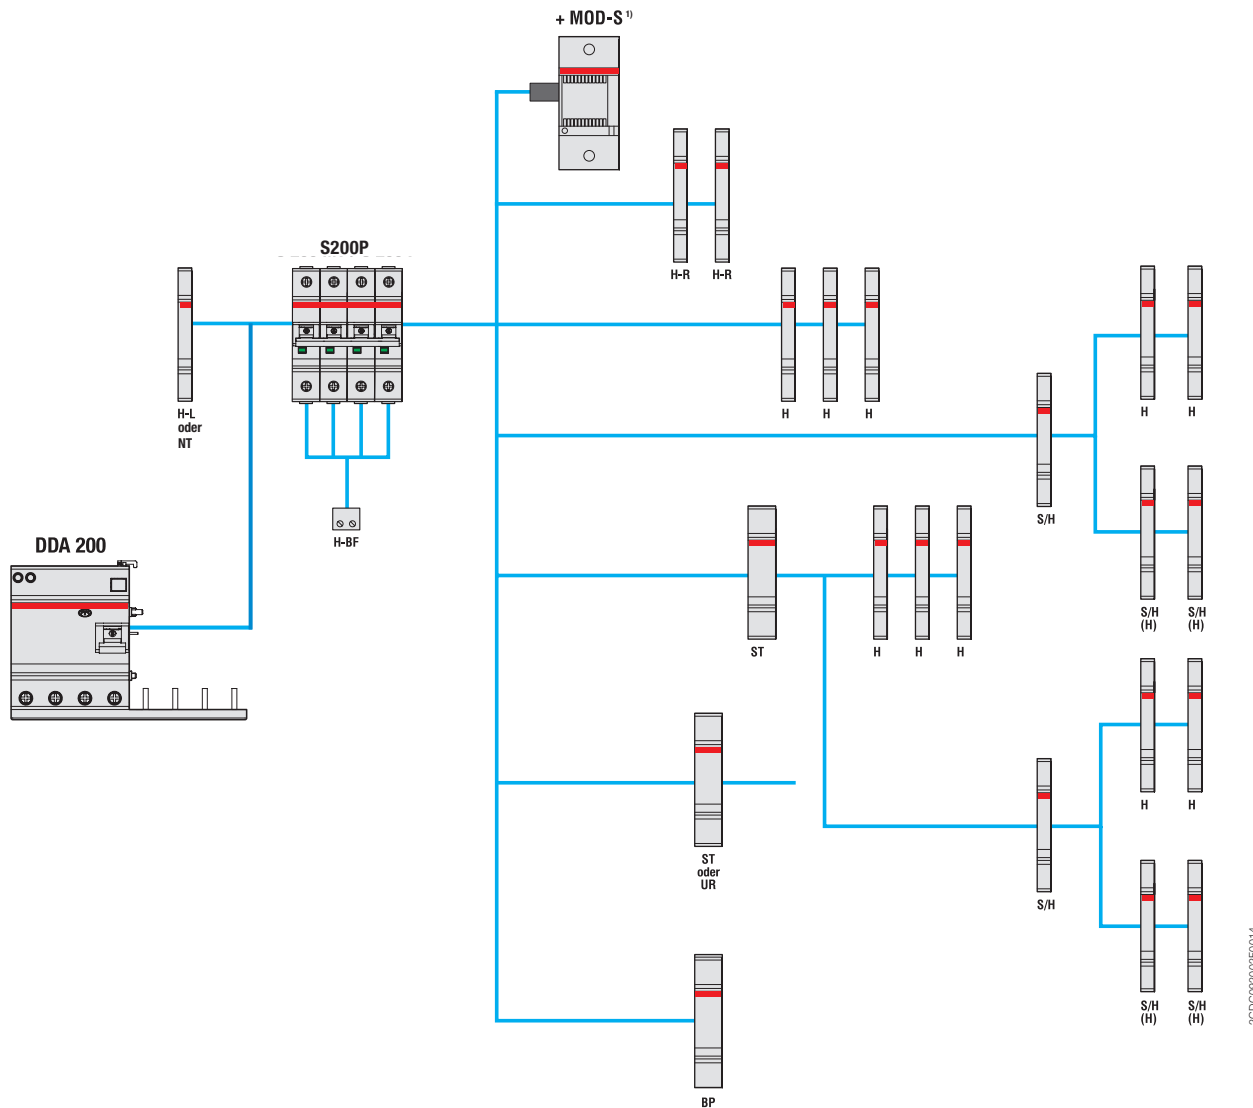 + MOD-S 1)
H-R H-R
S200P
H-L
oder
NT
H H H
H H
S/H
H-BF
DDA 200
S/H
(H)
S/H
(H)
ST
H H H
H H
ST
oder
UR
S/H
S/H
(H)
S/H
(H)
BP